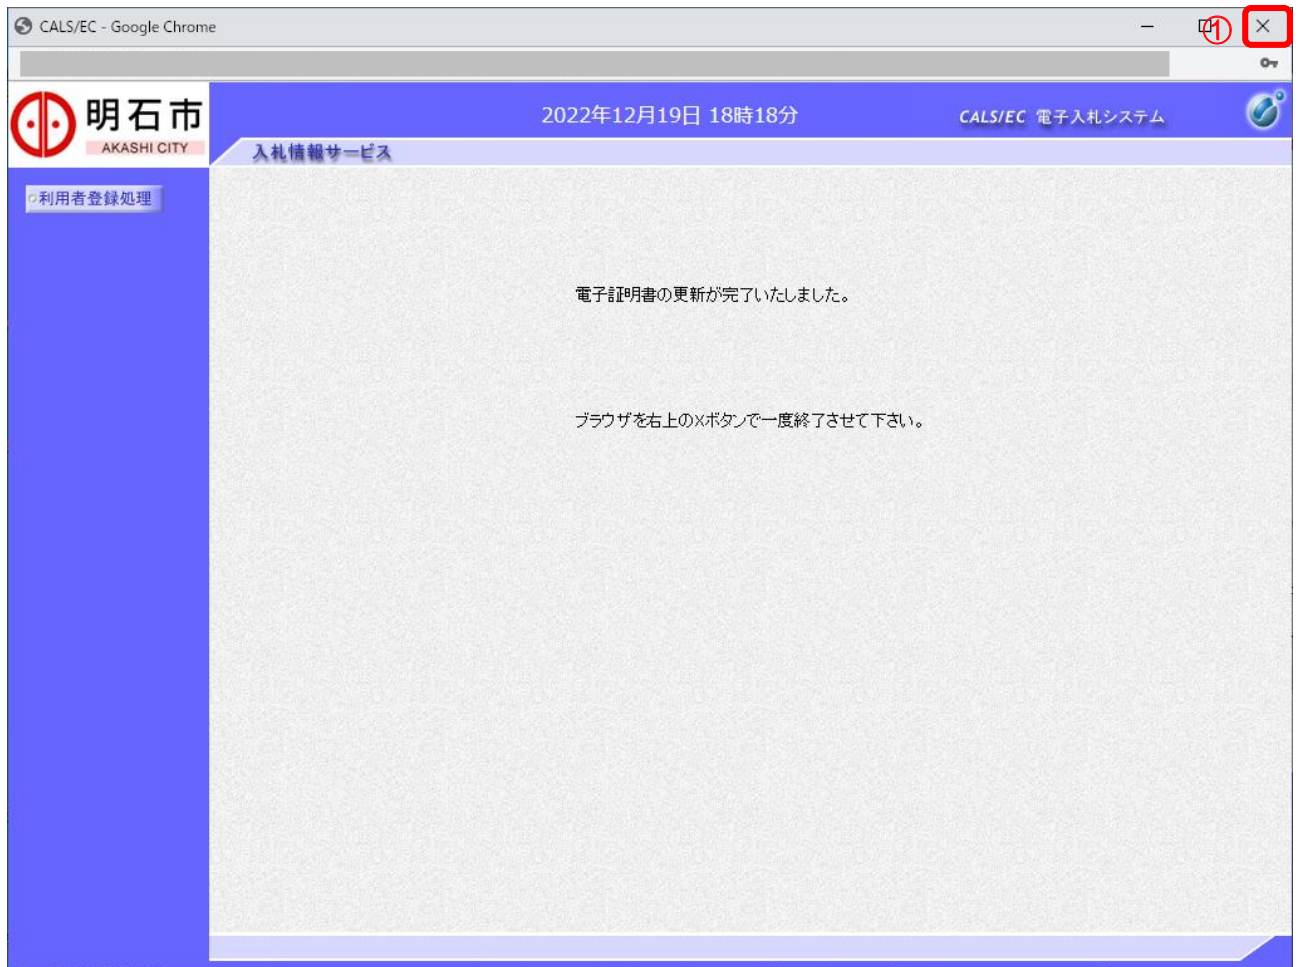 CALS/EC - Google Chrome
①
明石市
AKASHI CITY
2022年12月19日 18時18分
CALS/EC 電子入札システム
入札情報サービス
利用者登録処理
電子証明書の更新が完了いたしました。
ブラウザを右上のXボタンで一度終了させて下さい。